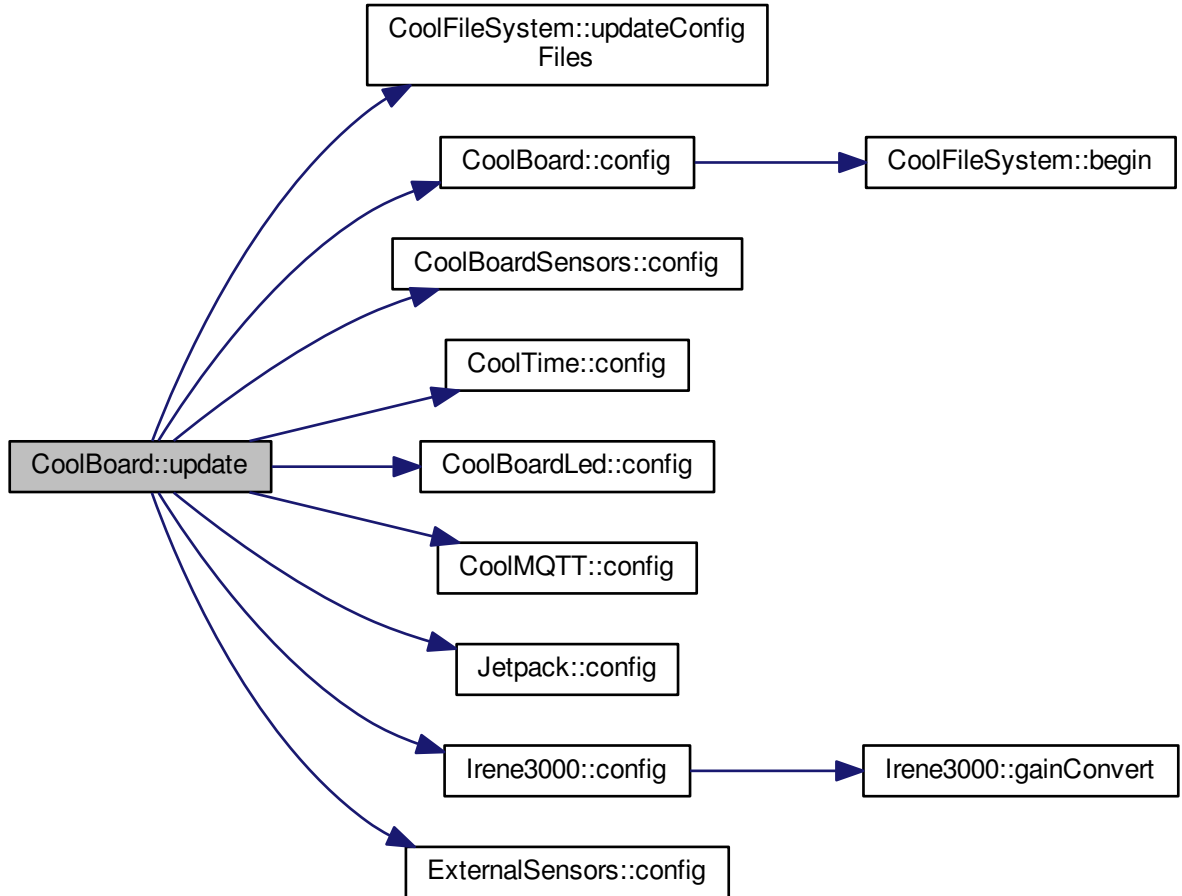 CoolFileSystem::updateConfig
Files
CoolBoard::config
CoolFileSystem::begin
CoolBoardSensors::config
CoolTime::config
CoolBoard::update
CoolBoardLed::config
CoolMQTT::config
Jetpack::config
Irene3000::config
Irene3000::gainConvert
ExternalSensors::config